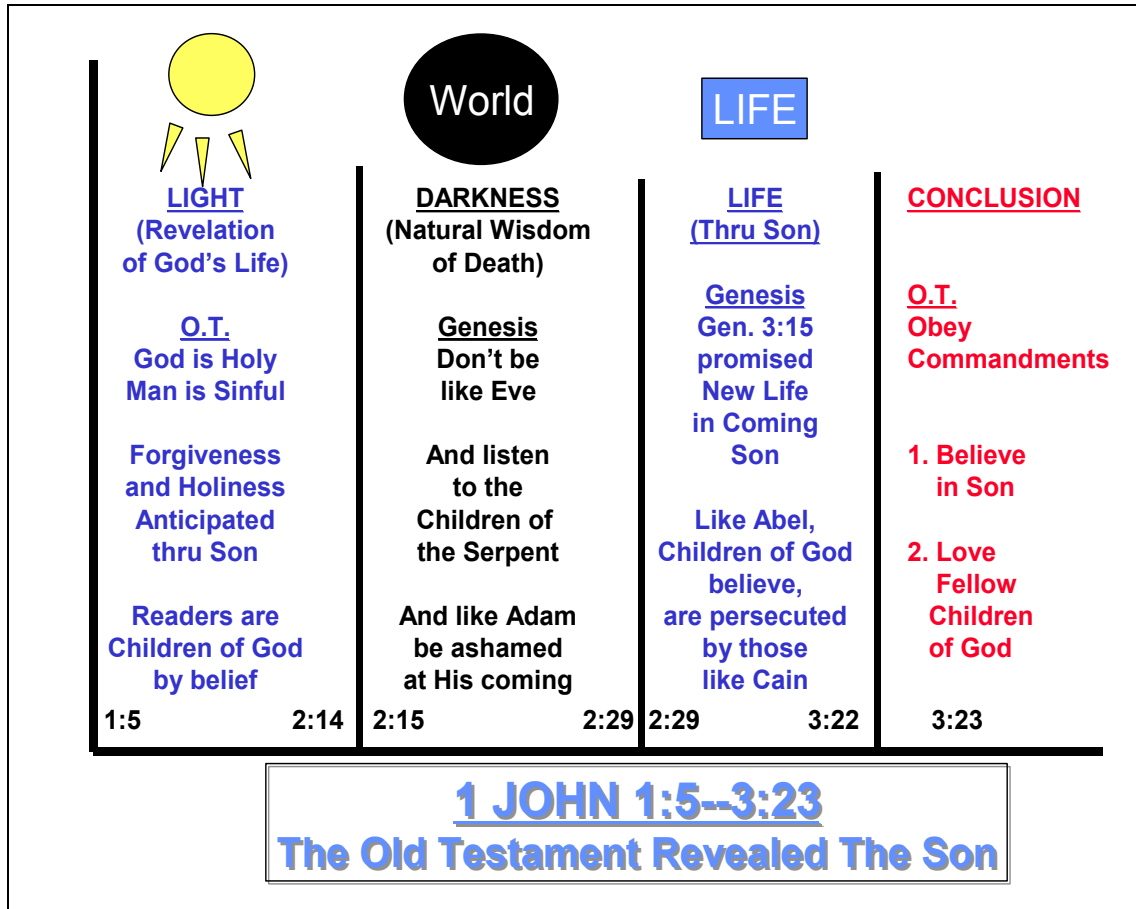 World
LIFE
LIGHT
(Revelation
of God's Life)
O.T.
God is Holy
Man is Sinful
Forgiveness
and Holiness
Anticipated
thru Son
Readers are
Children of God
by belief
1:5 2:14
DARKNESS
(Natural Wisdom
of Death)
Genesis
Don't be
like Eve
And listen
to the
Children of
the Serpent
And like Adam
be ashamed
at His coming
2:15 2:29
LIFE
(Thru Son)
Genesis
Gen. 3:15
promised
New Life
in Coming
Son
Like Abel,
Children of God
believe,
are persecuted
by those
like Cain
2:29 3:22
CONCLUSION
O.T.
Obey
Commandments
1. Believe
in Son
2. Love
Fellow
Children
of God
3:23
1 JOHN 1:5--3:23
The Old Testament Revealed The Son